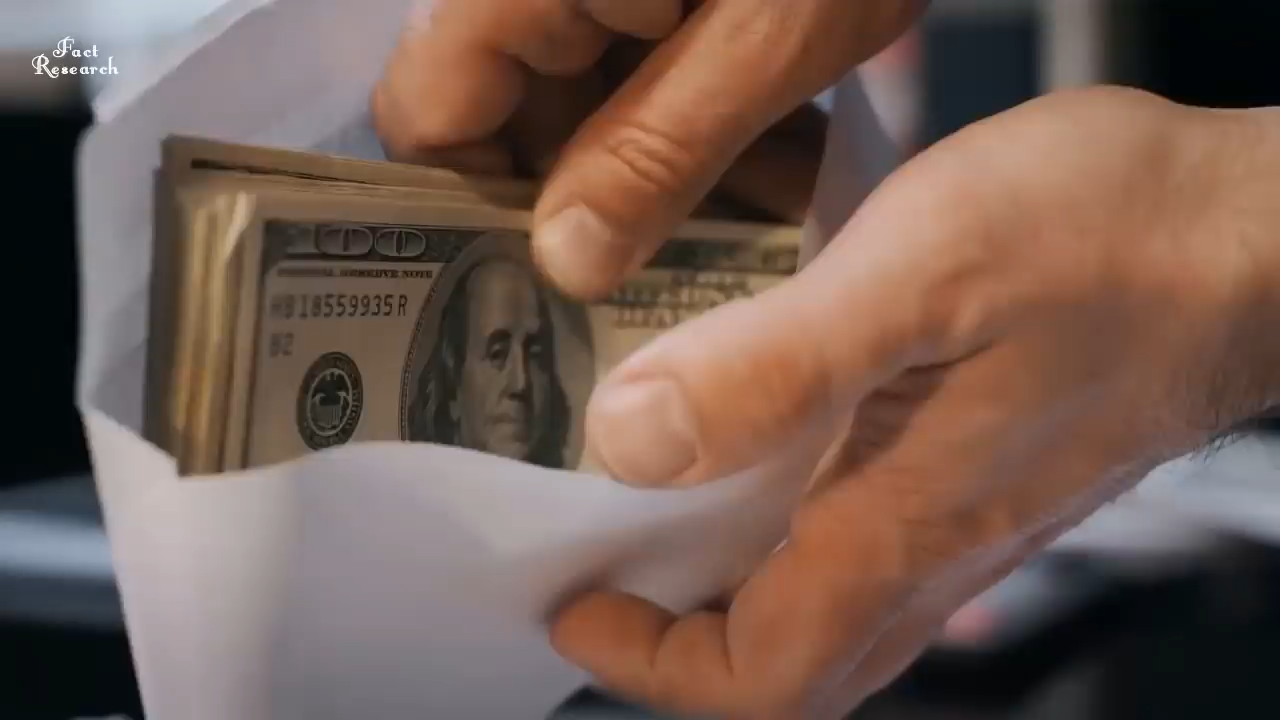 Fact
Research
100
FEDERAL RESERVE NOTE
HB18559935R
B2